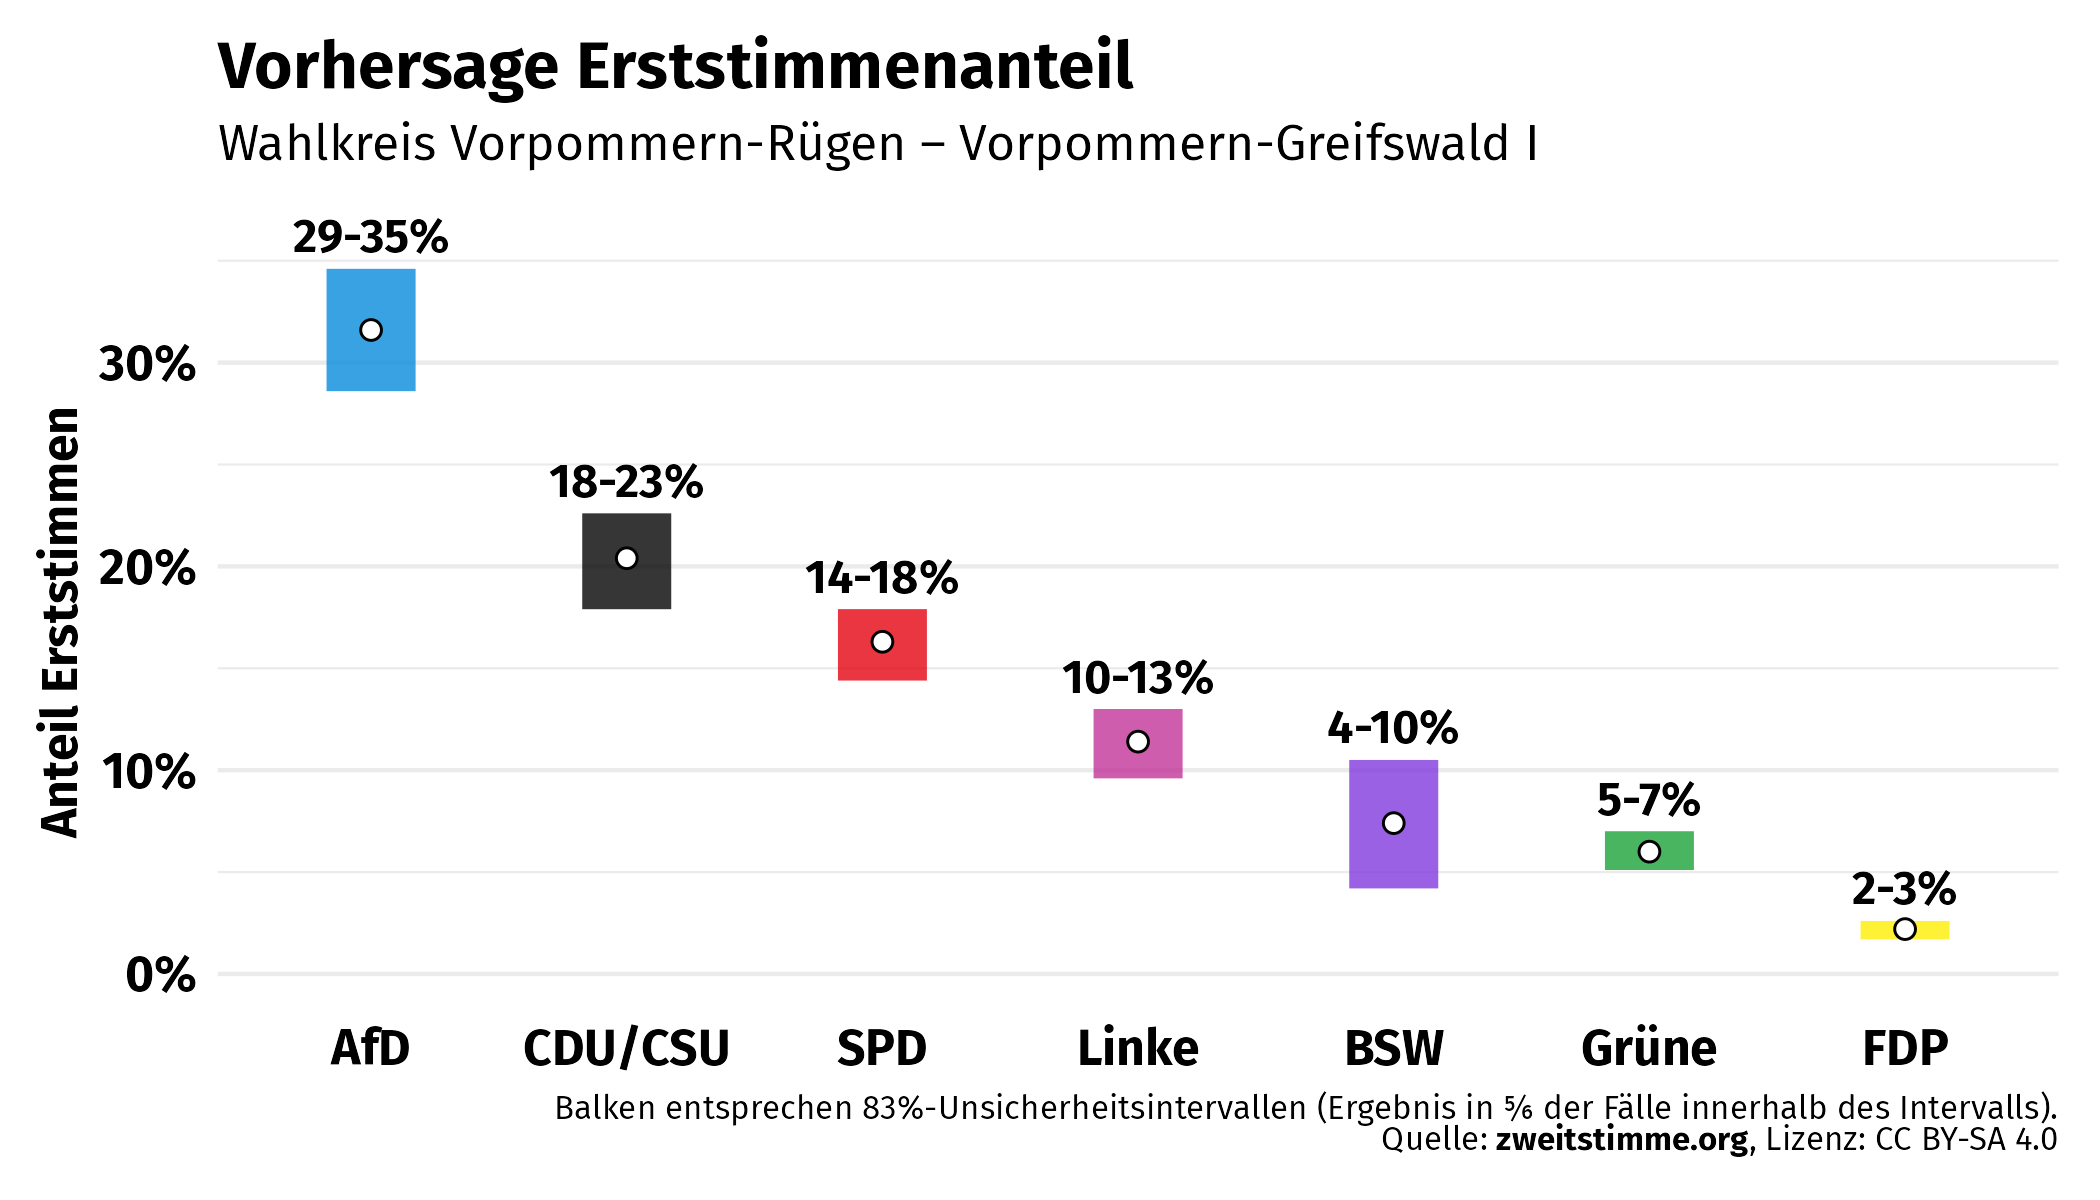 Vorhersage Erststimmenanteil
Wahlkreis Vorpommern-Rügen – Vorpommern-Greifswald I
29-35%
30%
18-23%
20%
14-18%
10-13%
4-10%
10%
5-7%
2-3%
0%
Anteil Erststimmen
AfD CDU/CSU SPD Linke BSW Grüne FDP
Balken entsprechen 83%-Unsicherheitsintervallen (Ergebnis in ⅚ der Fälle innerhalb des Intervalls).
Quelle: zweitstimme.org, Lizenz: CC BY-SA 4.0